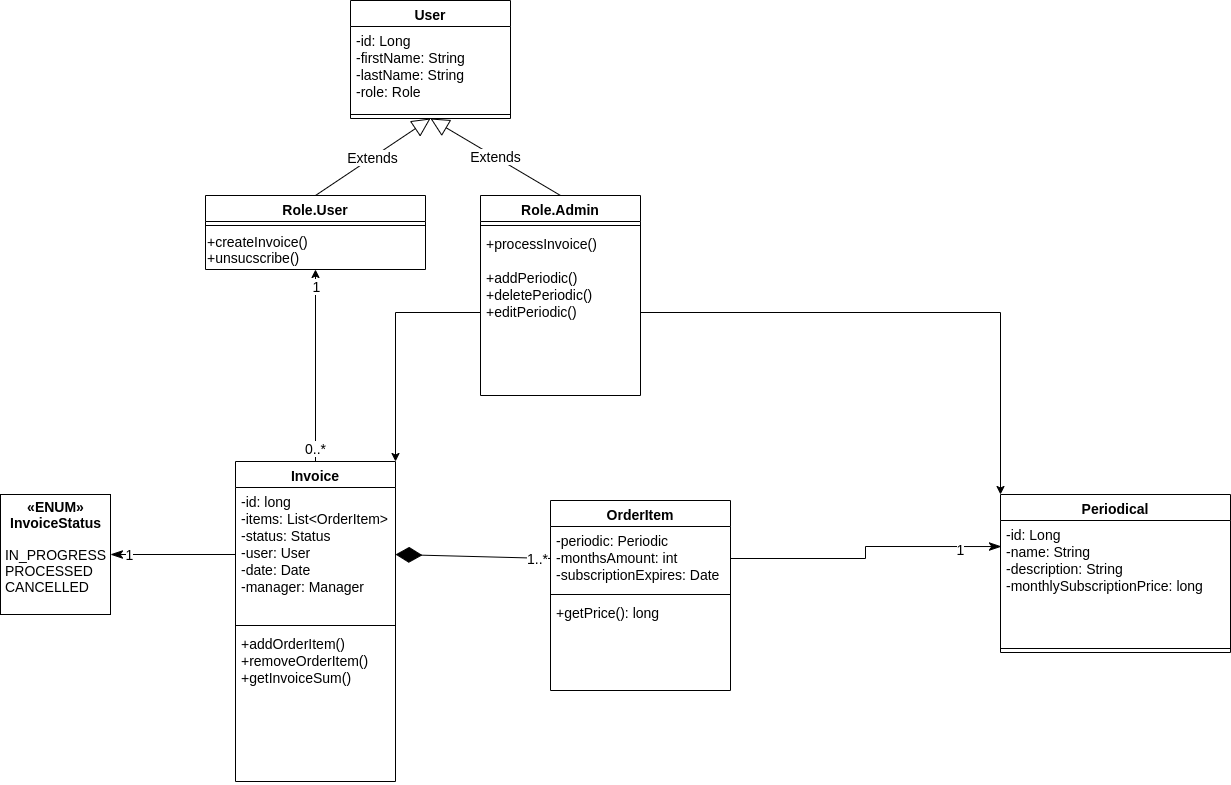 User
-id: Long
-firstName: String
-lastName: String
-role: Role
Extends
Extends
Role.User
+createInvoice()
+unsucscribe()
Role.Admin
+processInvoice()
+addPeriodic()
+deletePeriodic()
+editPeriodic()
1
0..*
«ENUM»
InvoiceStatus
IN_PROGRESS
PROCESSED
CANCELLED
1
Invoice
-id: long
-items: List<OrderItem>
-status: Status
-user: User
-date: Date
-manager: Manager
+addOrderItem()
+removeOrderItem()
+getInvoiceSum()
1..*
OrderItem
-periodic: Periodic
-monthsAmount: int
-subscriptionExpires: Date
+getPrice(): long
1
Periodical
-id: Long
-name: String
-description: String
-monthlySubscriptionPrice: long